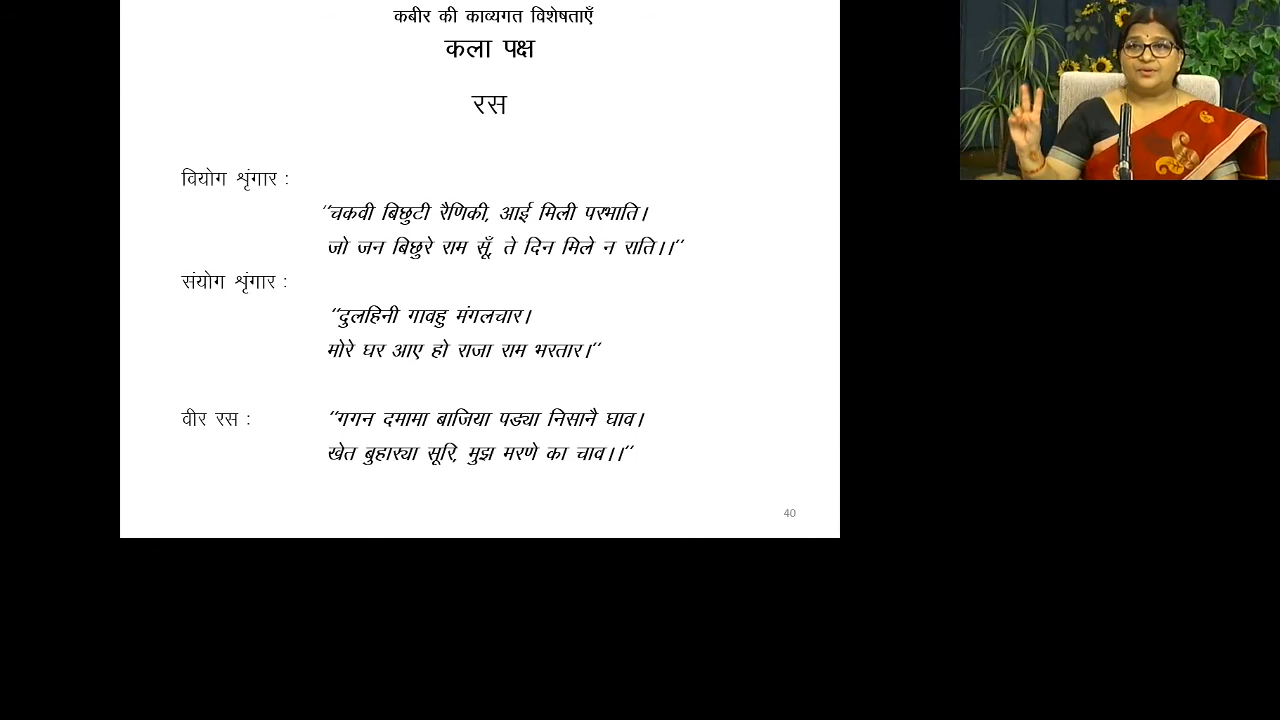 कबीर की काव्यगत विशेषताएँ
कला पक्ष
रस
वियोग शृंगार :
"चकवी बिछुटी रैणिकी, आई मिली परभाति।
जो जन बिछुरे राम सूँ, ते दिन मिले न राति।।"
संयोग शृंगार :
"दुलहिनी गावहु मंगलचार।
मोरे घर आए हो राजा राम भरतार।"
वीर रस : "गगन दमामा बाजिया पड्या निसानै घाव।
खेत बुहार्‍या सूरि, मुझ मरणे का चाव।।"
40